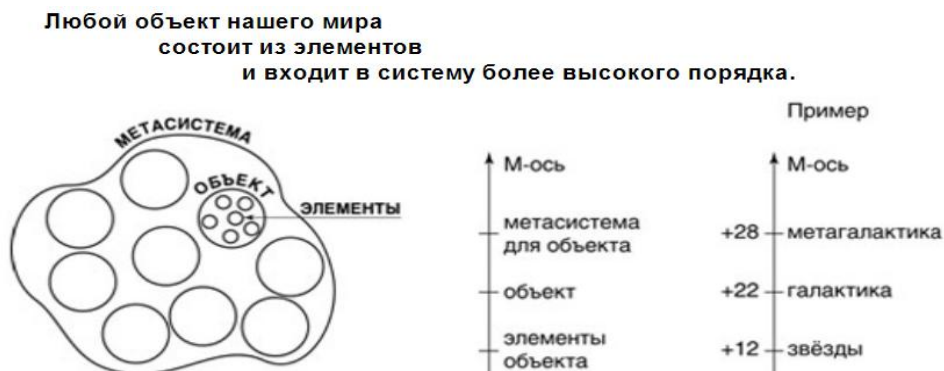 Любой объект нашего мира
состоит из элементов
и входит в систему более высокого порядка.
МЕТАСИСТЕМА
ОБЪЕКТ
ЭЛЕМЕНТЫ
М-ось
метасистема
для объекта
объект
элементы
объекта
Пример
М-ось
+28 метагалактика
+22 галактика
+12 звёзды